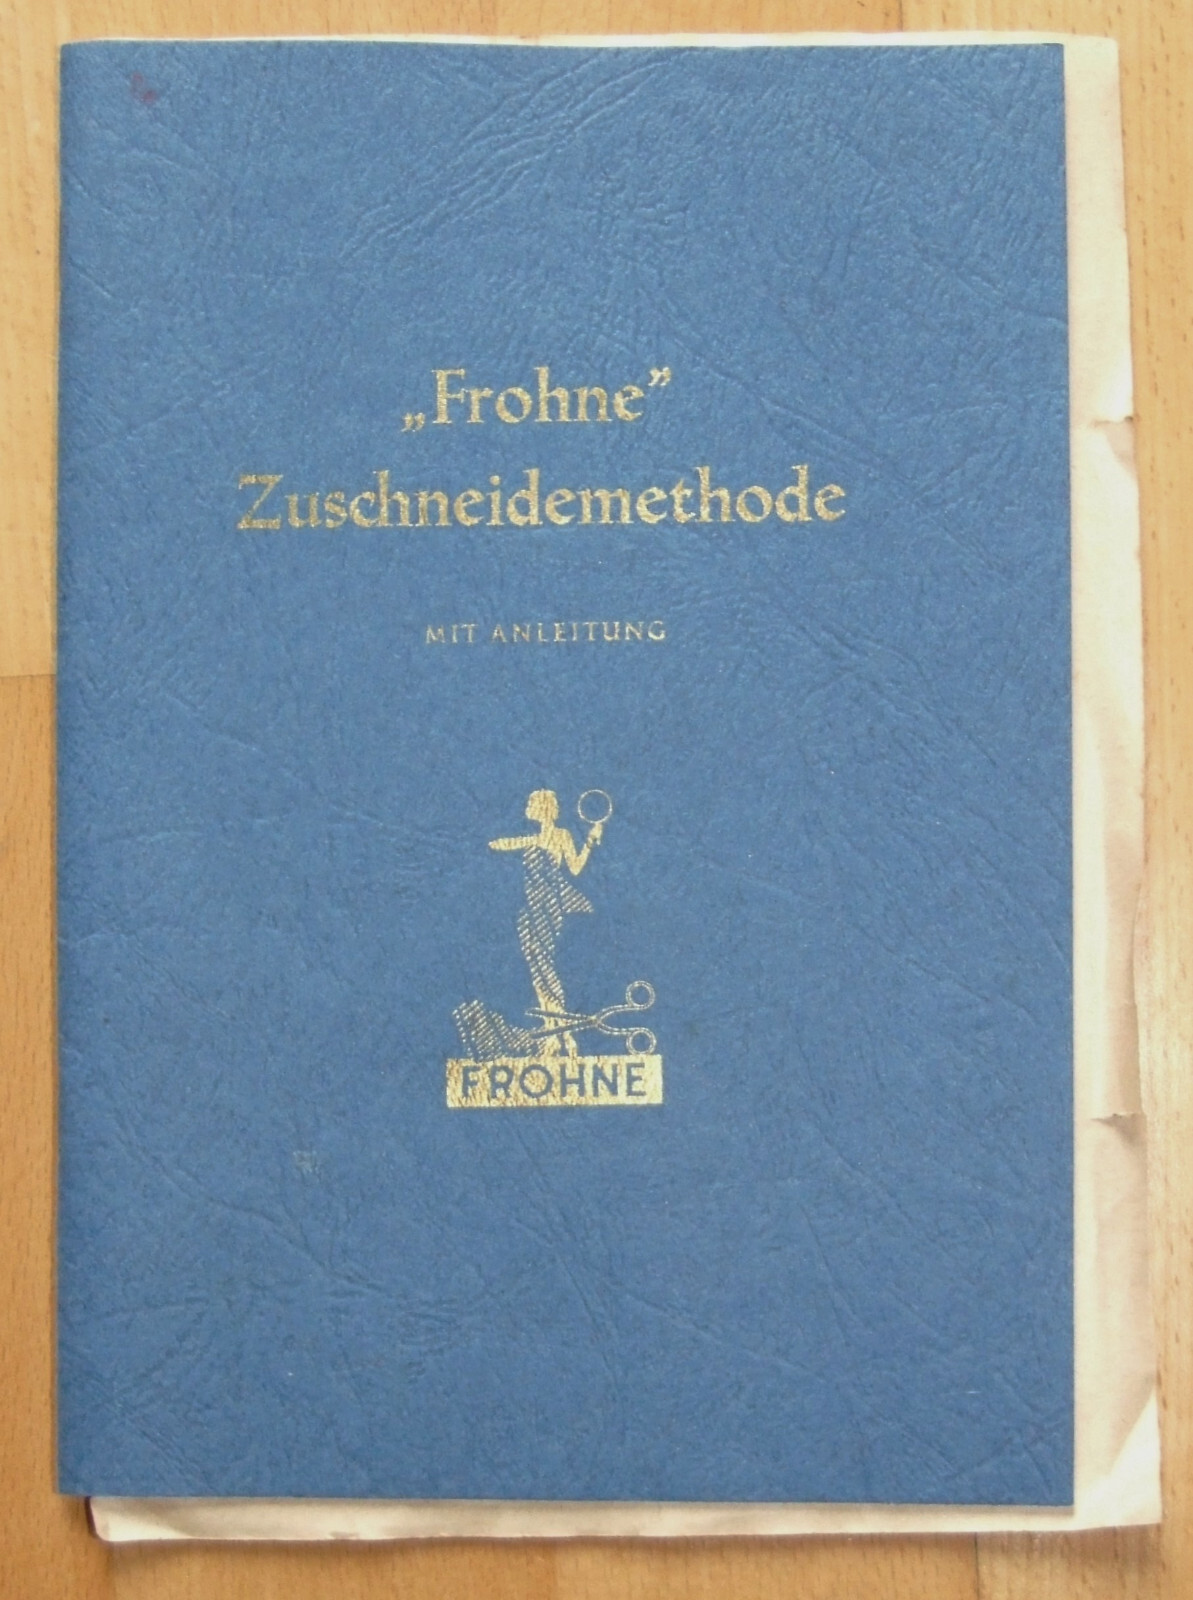 „Frohne”
Zuschneidemethode
MIT ANLEITUNG
FROHNE